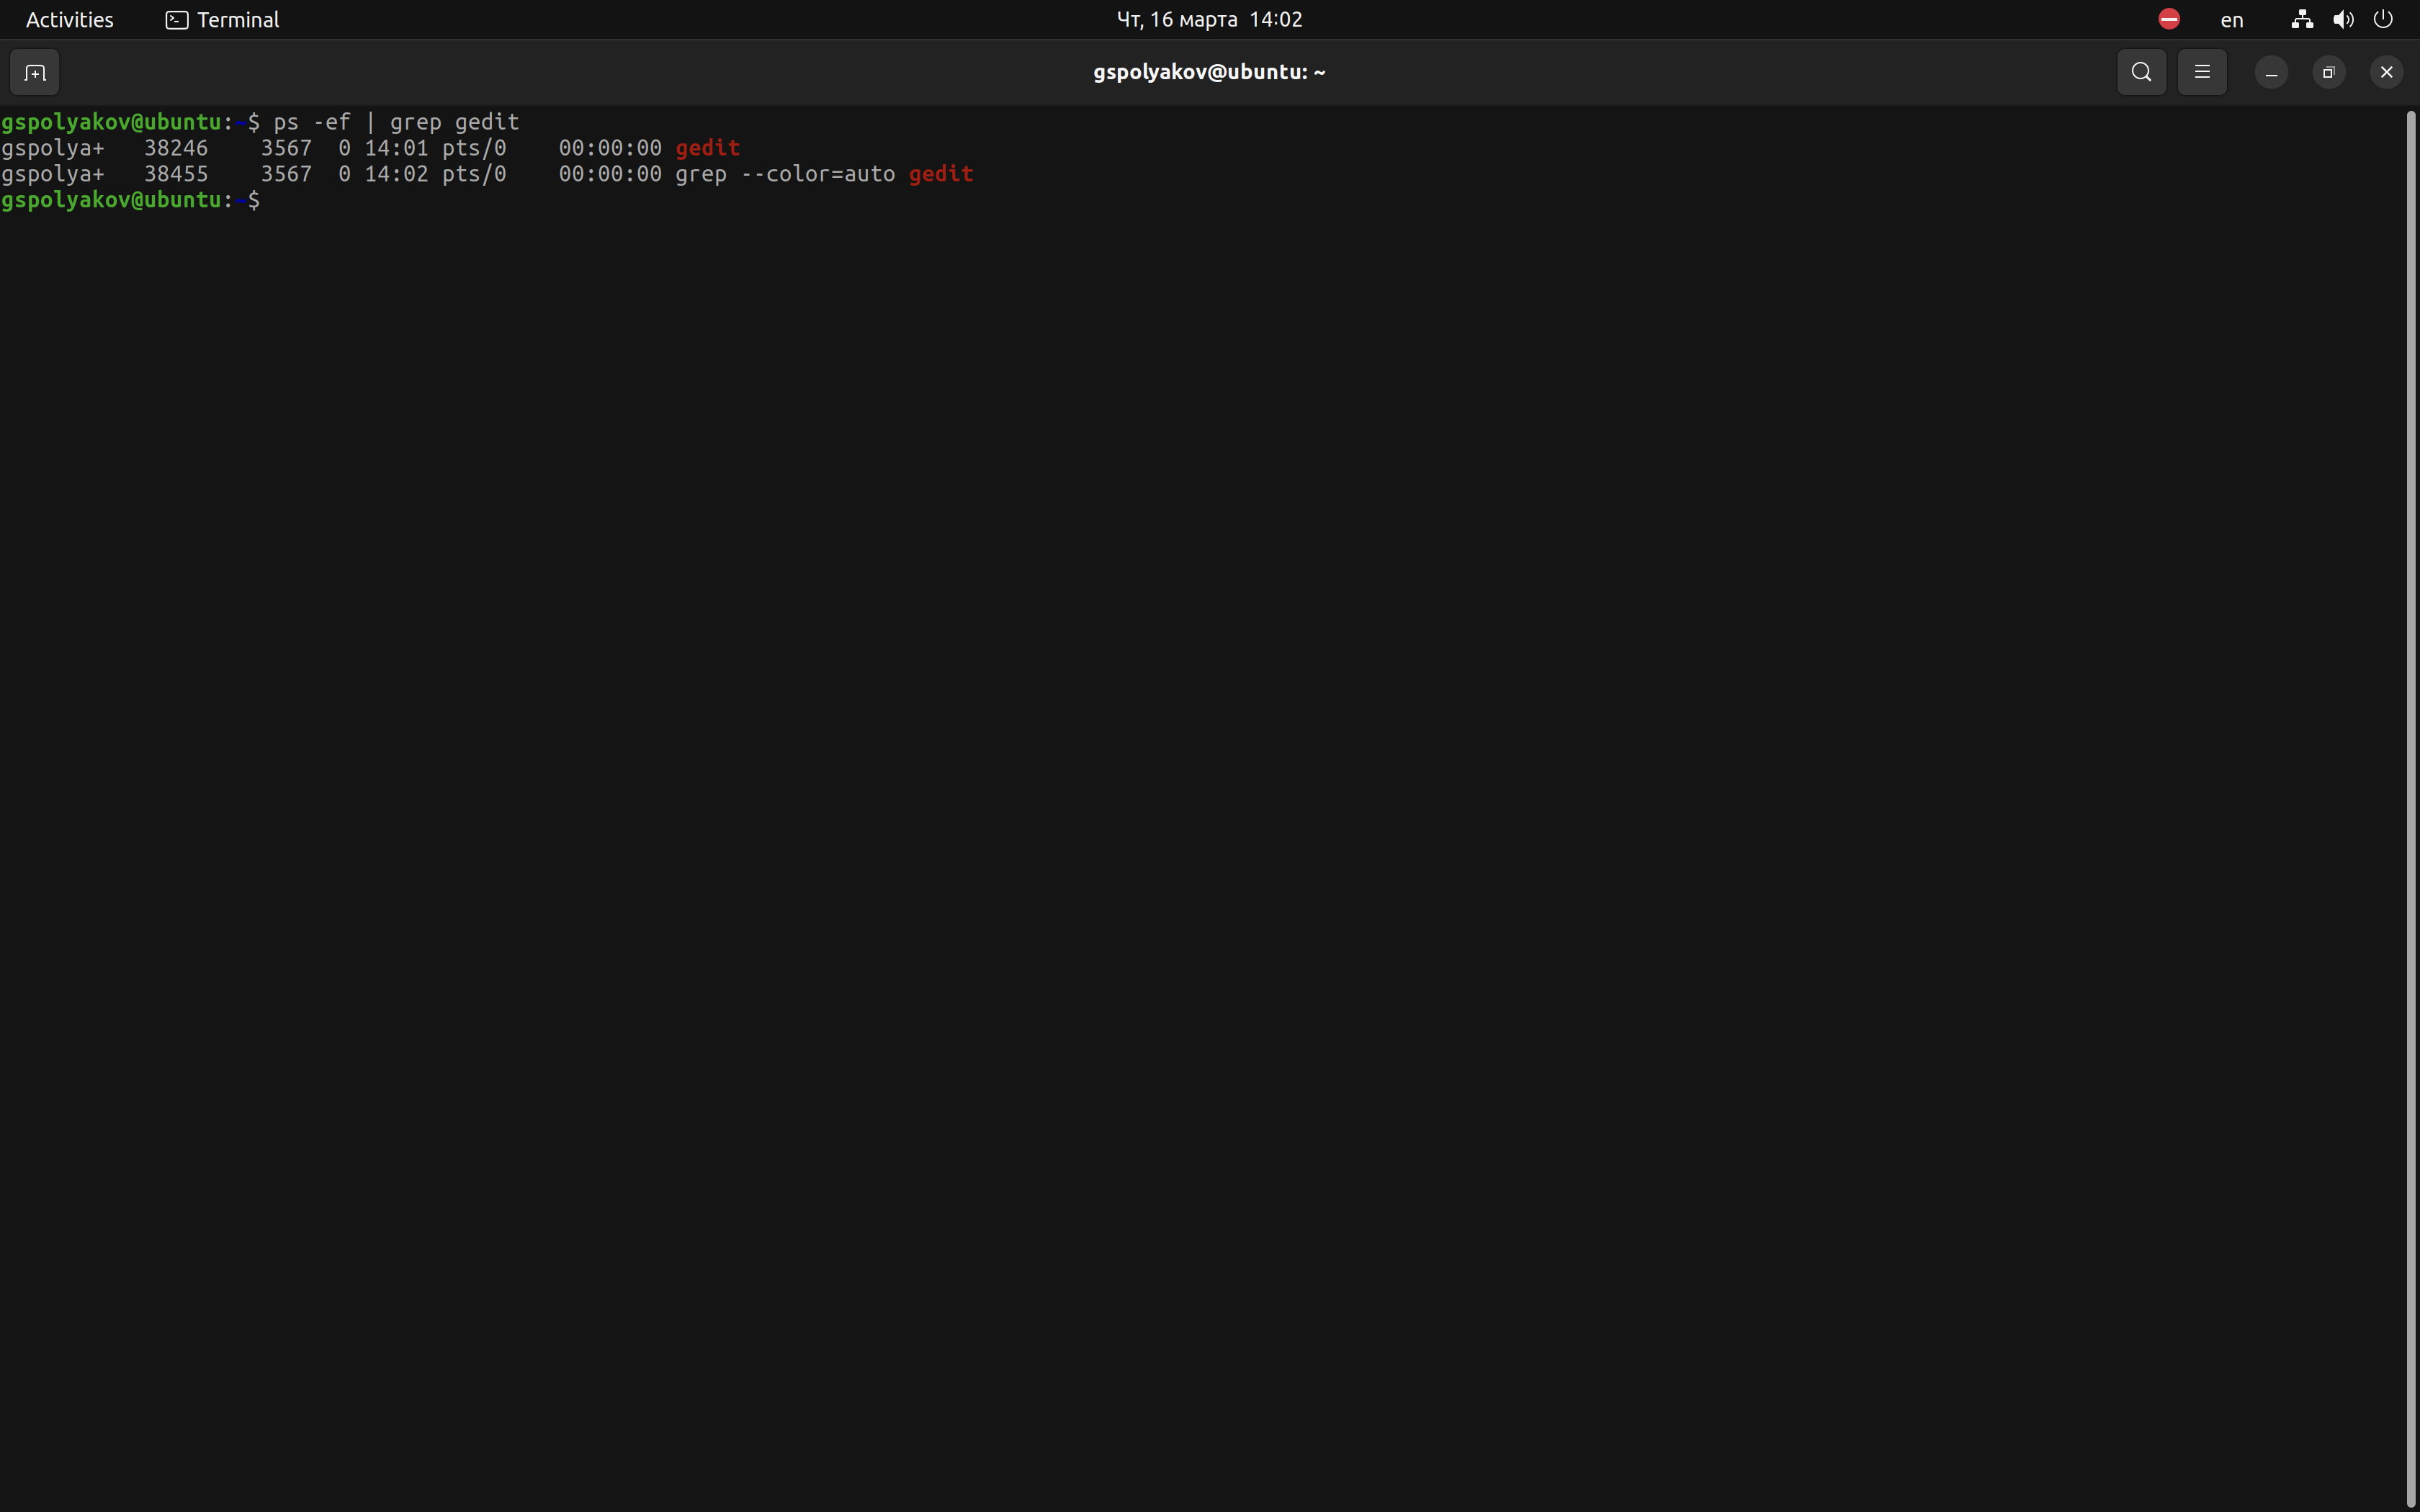 Activities Terminal Чт, 16 марта 14:02 en
gspolyakov@ubuntu: ~
gspolyakov@ubuntu:~$ ps -ef | grep gedit
gspolya+   38246    3567  0 14:01 pts/0    00:00:00 gedit
gspolya+   38455    3567  0 14:02 pts/0    00:00:00 grep --color=auto gedit
gspolyakov@ubuntu:~$